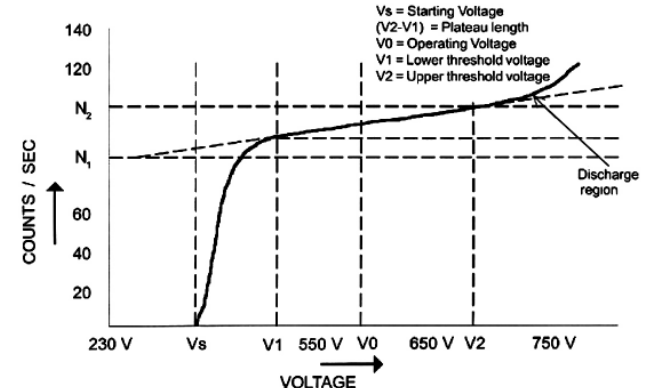 Vs = Starting Voltage
(V2-V1) = Plateau length
V0 = Operating Voltage
V1 = Lower threshold voltage
V2 = Upper threshold voltage
140
120
N2
N1
60
40
20
COUNTS / SEC
Discharge
region
230 V Vs V1 550 V V0 650 V V2 750 V
VOLTAGE